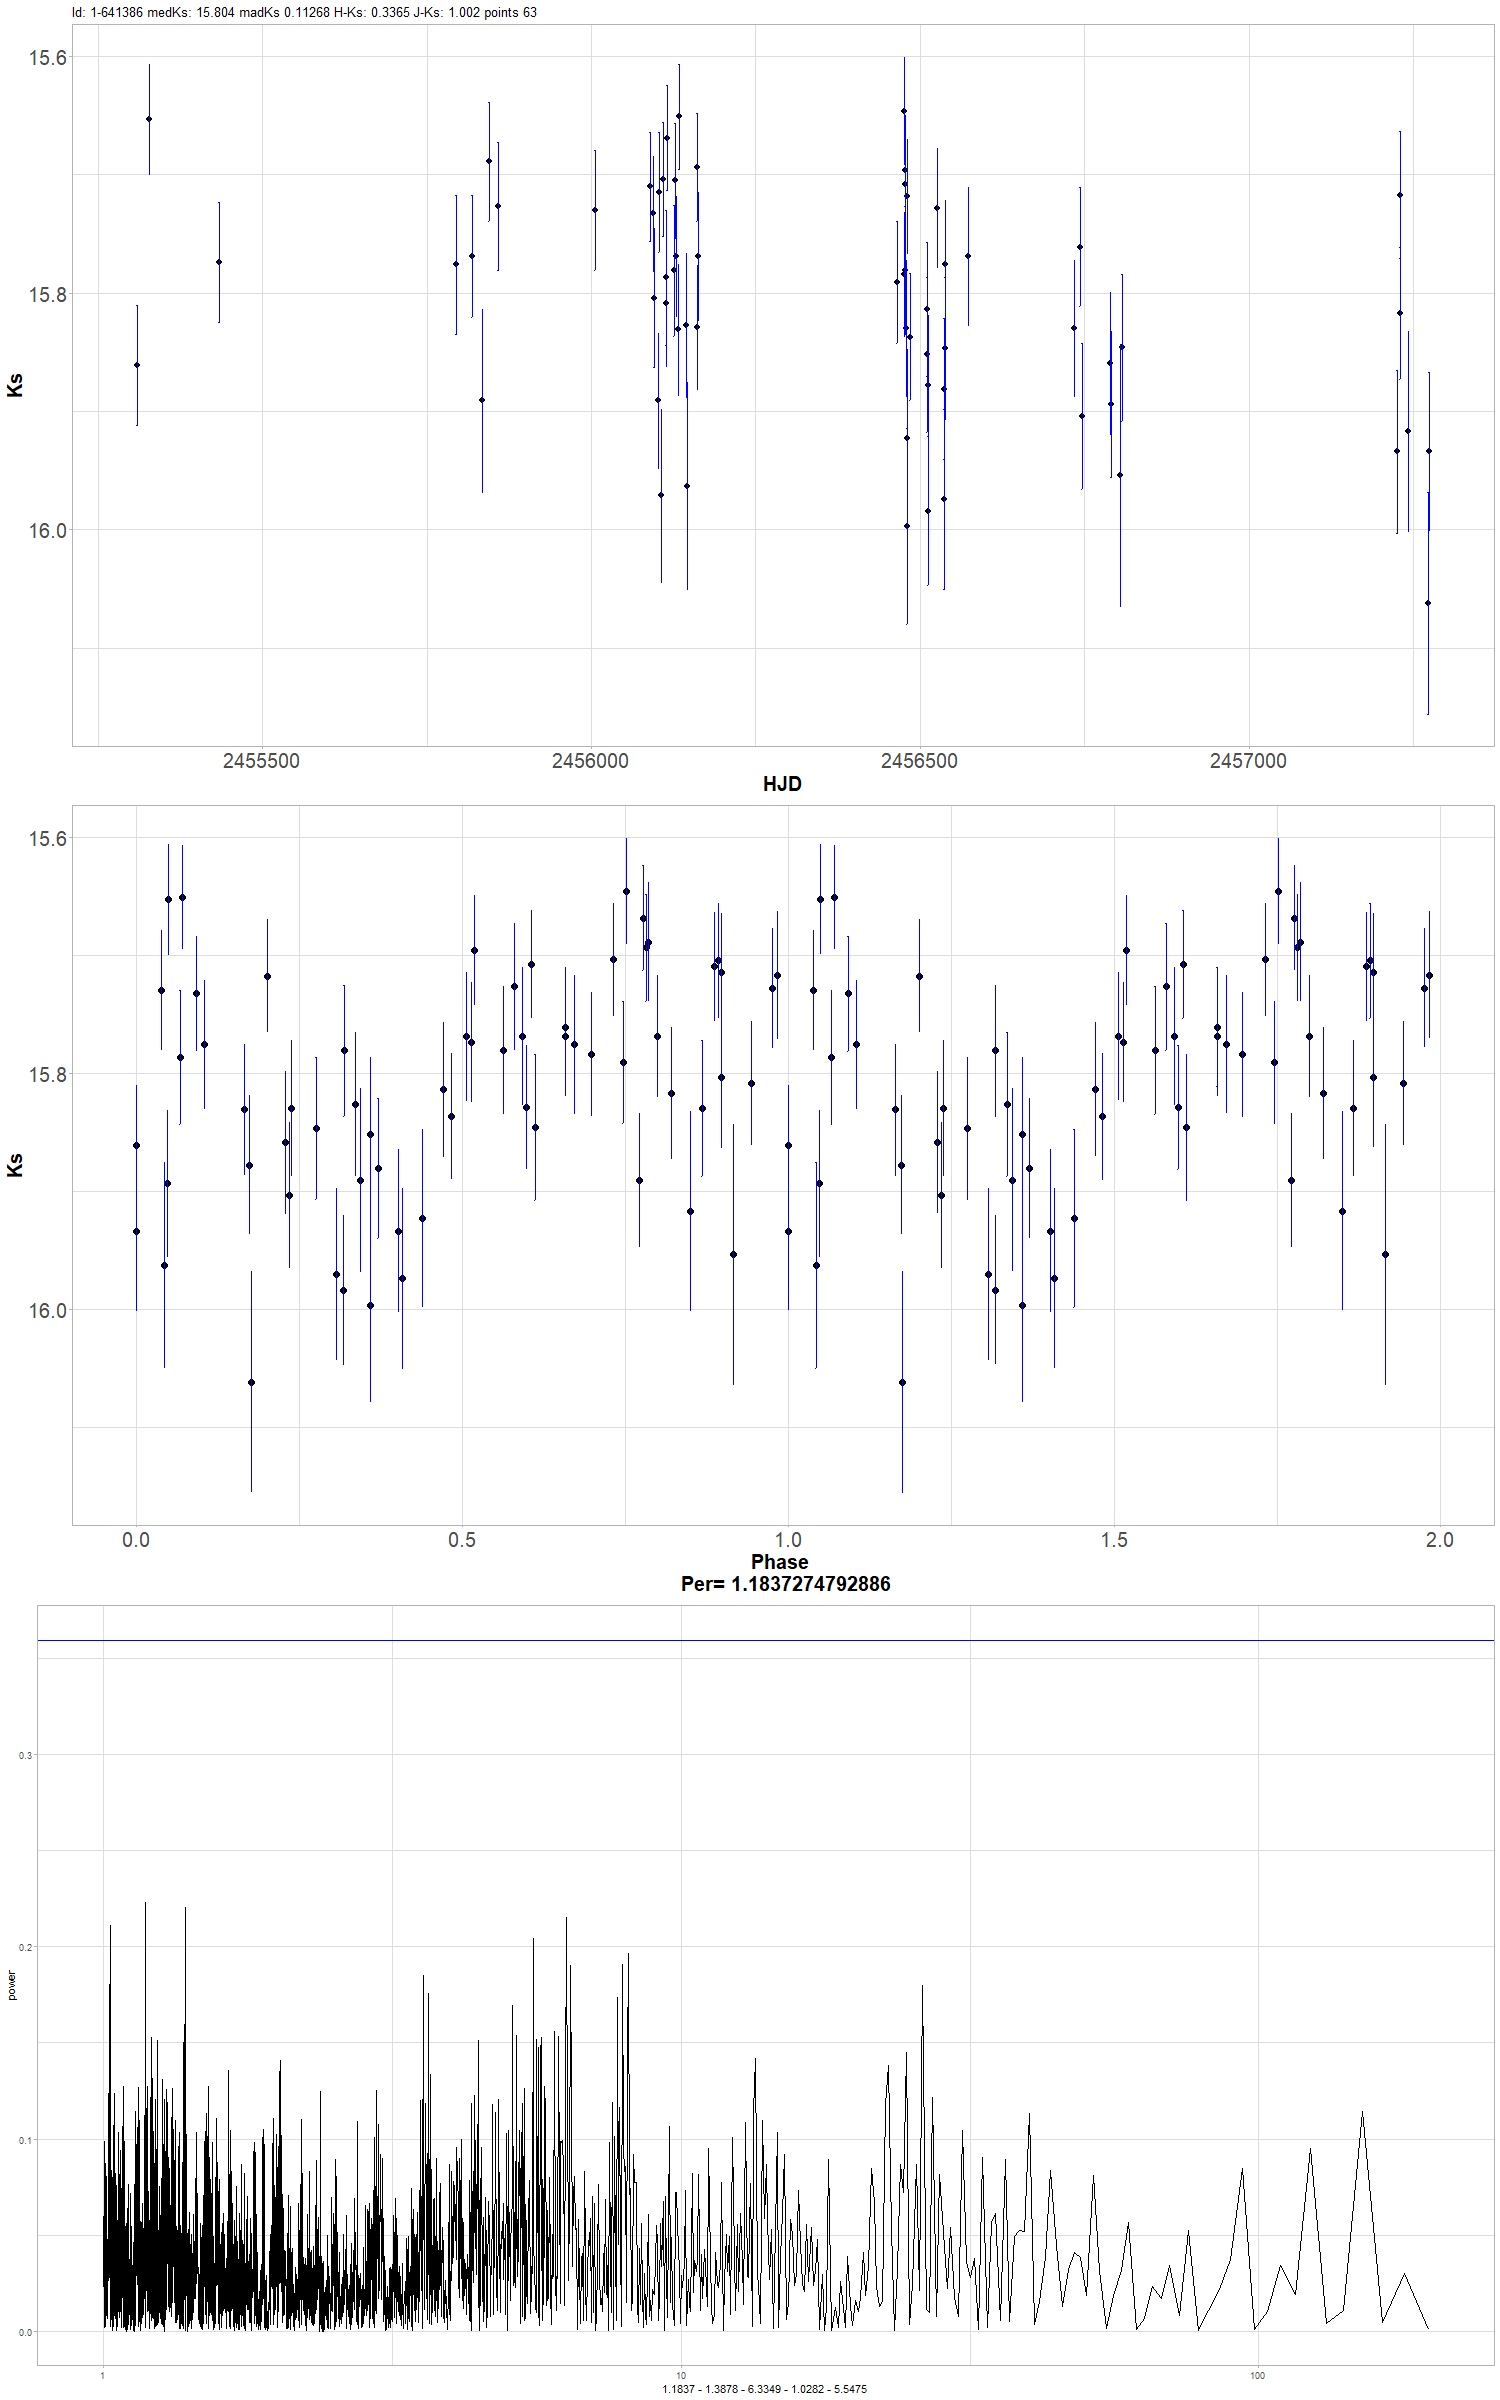 Id: 1-641386 medKs: 15.804 madKs 0.11268 H-Ks: 0.3365 J-Ks: 1.002 points 63
15.6
15.8
16.0
Ks
2455500 2456000 2456500 2457000
HJD
15.6
15.8
16.0
Ks
0.0 0.5 1.0 1.5 2.0
Phase
Per= 1.1837274792886
0.3
0.2
0.1
0.0
power
1 10 100
1.1837 - 1.3878 - 6.3349 - 1.0282 - 5.5475